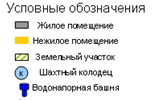 Условные обозначения
Жилое помещение
Нежилое помещение
Земельный участок
К
Шахтный колодец
Водонапорная башня